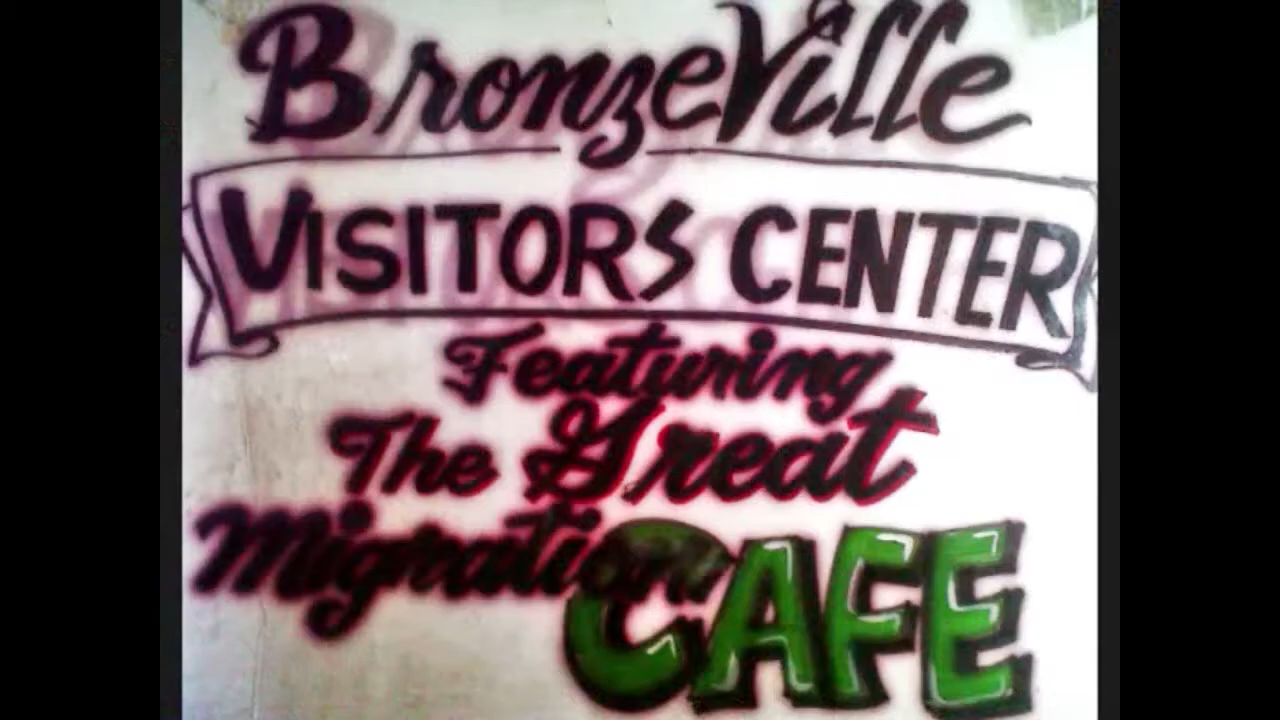 BronzeVille
VISITORS CENTER
Featuring
The Great
Migration CAFE